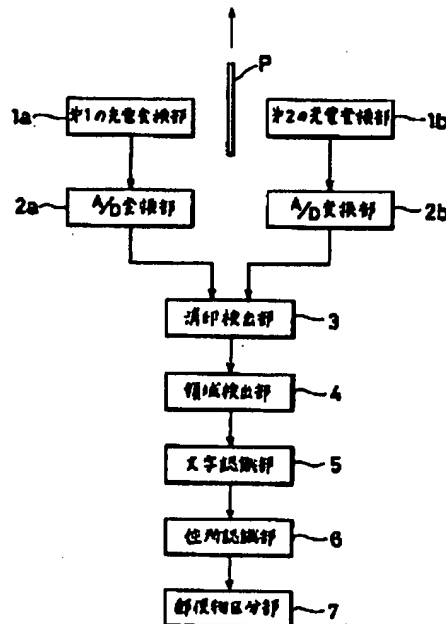 P
1a 第1の光電変換部
第2の光電変換部 1b
2a A/D変換部
A/D変換部 2b
消印検出部 3
領域検出部 4
文字認識部 5
住所認識部 6
郵便物区分部 7